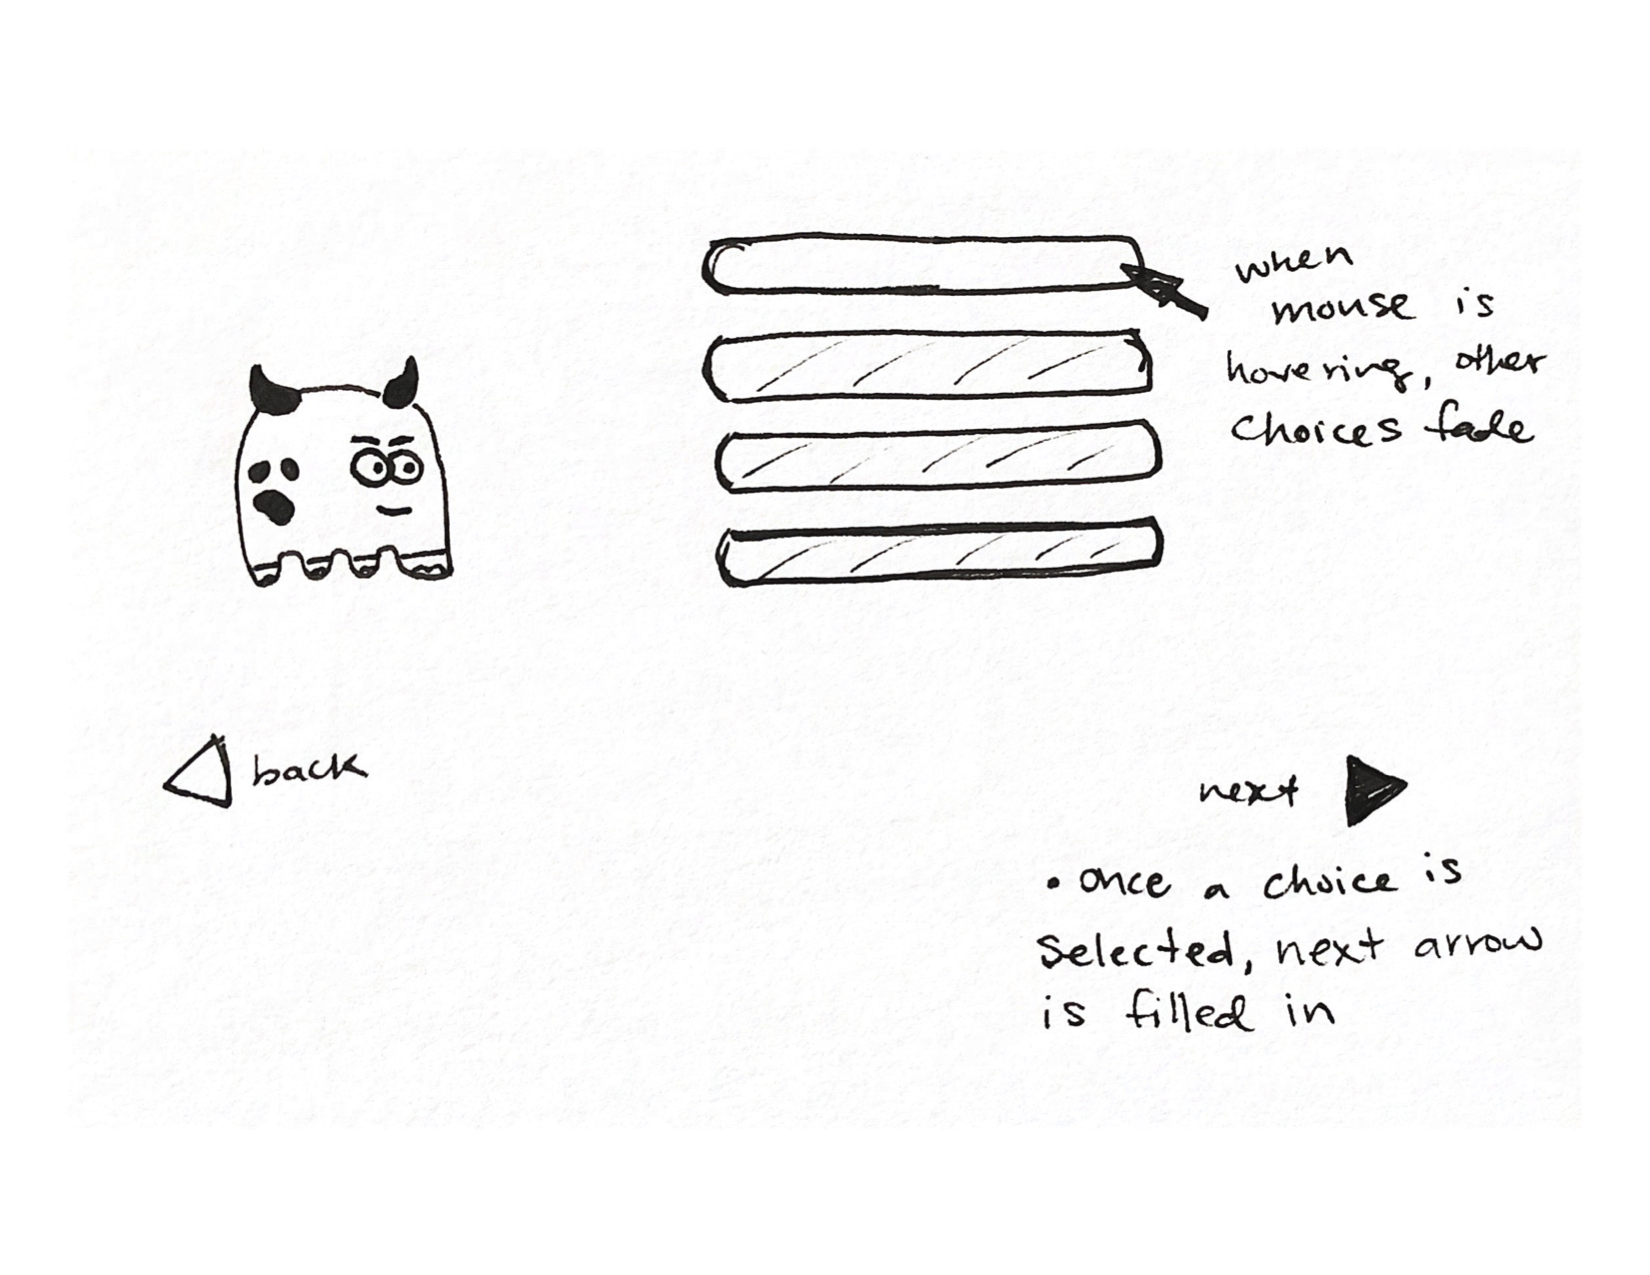 when
mouse is
hovering, other
choices fade
back
next
• once a choice is
selected, next arrow
is filled in